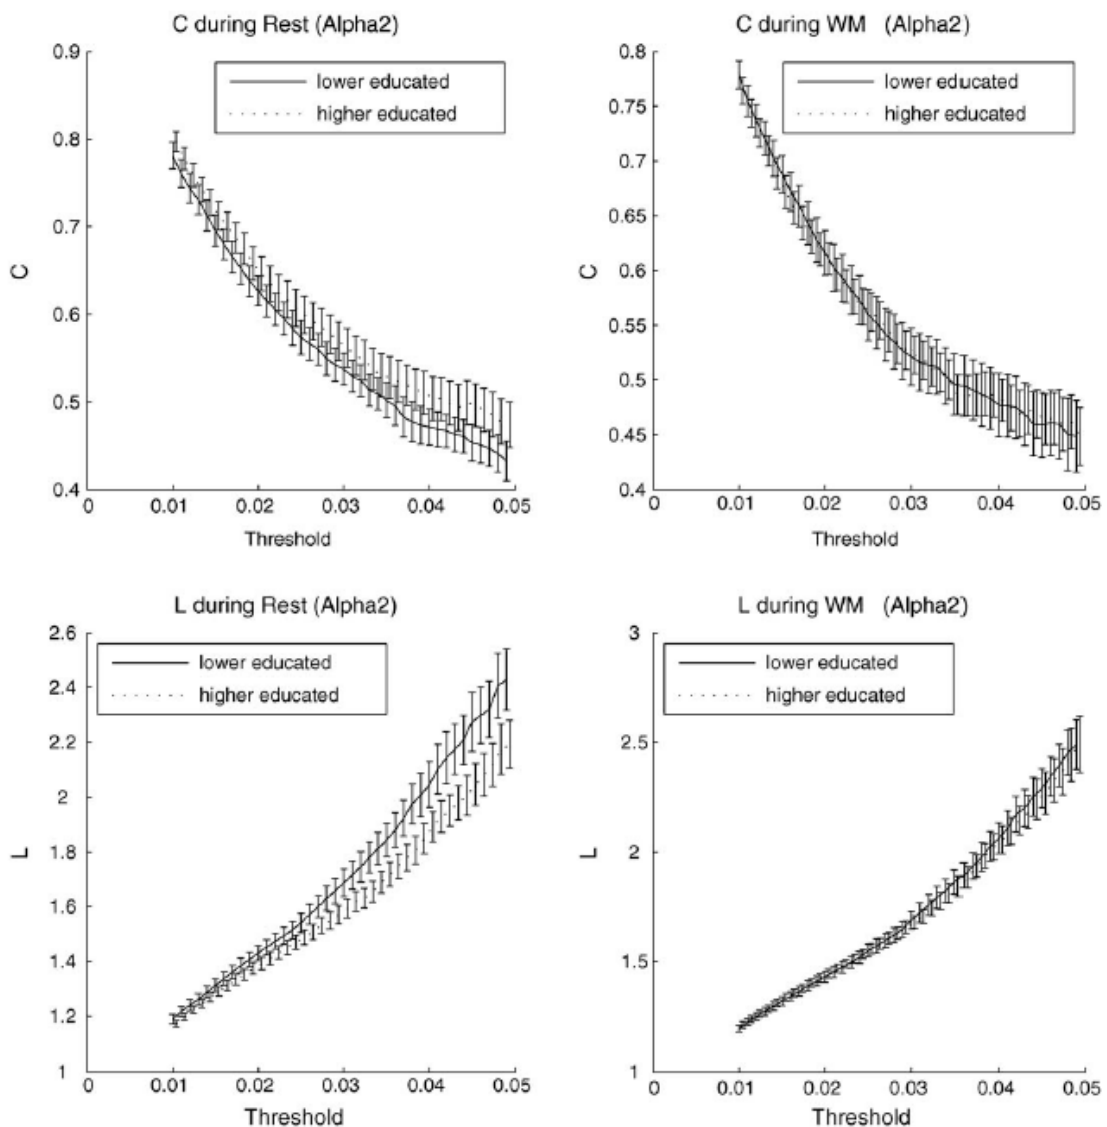 C during Rest (Alpha2)
0.9
0.8
0.7
0.6
0.5
0.4
C
lower educated
higher educated
0 0.01 0.02 0.03 0.04 0.05
Threshold
C during WM (Alpha2)
0.8
0.75
0.7
0.65
0.6
0.55
0.5
0.45
0.4
C
lower educated
higher educated
0 0.01 0.02 0.03 0.04 0.05
Threshold
L during Rest (Alpha2)
2.6
2.4
2.2
2
1.8
1.6
1.4
1.2
1
L
lower educated
higher educated
0 0.01 0.02 0.03 0.04 0.05
Threshold
L during WM (Alpha2)
3
2.5
2
1.5
1
L
lower educated
higher educated
0 0.01 0.02 0.03 0.04 0.05
Threshold